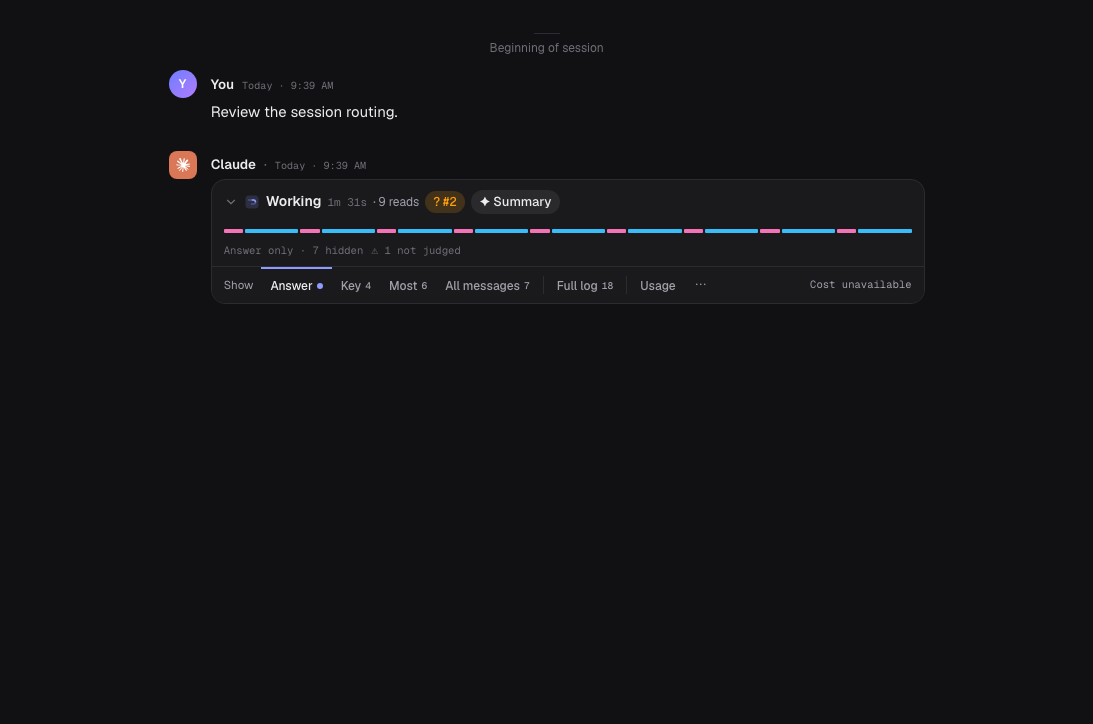 Beginning of session
Y You Today · 9:39 AM
Review the session routing.
Claude · Today · 9:39 AM
Working 1m 31s · 9 reads ? #2 ✦ Summary
Answer only · 7 hidden ⚠ 1 not judged
Show Answer Key 4 Most 6 All messages 7 Full log 18 Usage ··· Cost unavailable